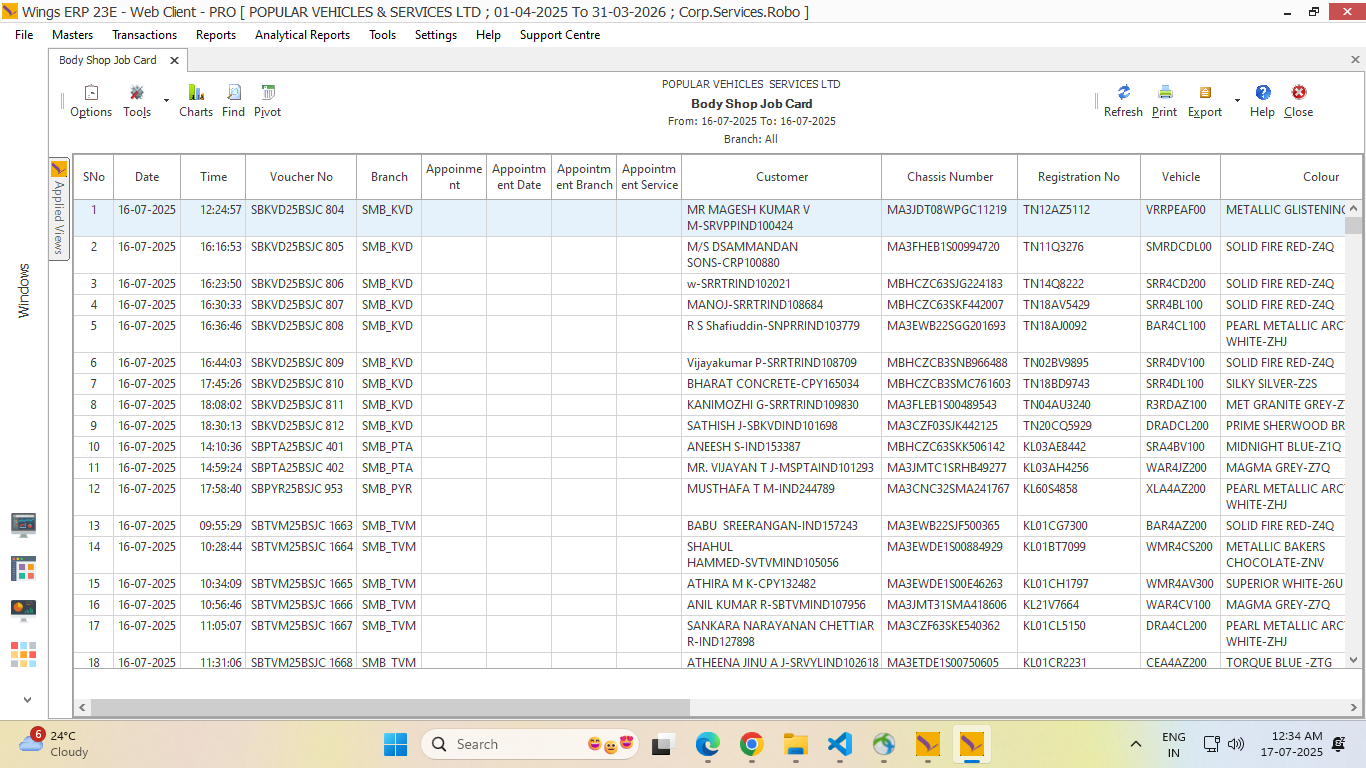 Wings ERP 23E - Web Client - PRO [ POPULAR VEHICLES & SERVICES LTD ; 01-04-2025 To 31-03-2026 ; Corp.Services.Robo ]
File Masters Transactions Reports Analytical Reports Tools Settings Help Support Centre
Body Shop Job Card
POPULAR VEHICLES SERVICES LTD
Body Shop Job Card
From: 16-07-2025 To: 16-07-2025
Branch: All
Options Tools Charts Find Pivot Refresh Print Export Help Close
Windows
Applied Views
SNo Date Time Voucher No Branch Appoinme Appointm Appointm Appointm Customer Chassis Number Registration No Vehicle Colour
nt ent Date ent Branch ent Service
1 16-07-2025 12:24:57 SBKVD25BSJC 804 SMB_KVD MR MAGESH KUMAR V MA3JDT08WPGC11219 TN12AZ5112 VRRPEAF00 METALLIC GLISTENING
M-SRVPPIND100424
2 16-07-2025 16:16:53 SBKVD25BSJC 805 SMB_KVD M/S DSAMMANDAN MA3FHEB1S00994720 TN11Q3276 SMRDCDL00 SOLID FIRE RED-Z4Q
SONS-CRP100880
3 16-07-2025 16:23:50 SBKVD25BSJC 806 SMB_KVD w-SRRTRIND102021 MBHCZC63SJG224183 TN14Q8222 SRR4CD200 SOLID FIRE RED-Z4Q
4 16-07-2025 16:30:33 SBKVD25BSJC 807 SMB_KVD MANOJ-SRRTRIND108684 MBHCZC63SKF442007 TN18AV5429 SRR4BL100 SOLID FIRE RED-Z4Q
5 16-07-2025 16:36:46 SBKVD25BSJC 808 SMB_KVD R S Shafiuddin-SNPRRIND103779 MA3EWB22SGG201693 TN18AJ0092 BAR4CL100 PEARL METALLIC ARC
WHITE-ZHJ
6 16-07-2025 16:44:03 SBKVD25BSJC 809 SMB_KVD Vijayakumar P-SRRTRIND108709 MBHCZCB3SNB966488 TN02BV9895 SRR4DV100 SOLID FIRE RED-Z4Q
7 16-07-2025 17:45:26 SBKVD25BSJC 810 SMB_KVD BHARAT CONCRETE-CPY165034 MBHCZCB3SMC761603 TN18BD9743 SRR4DL100 SILKY SILVER-Z2S
8 16-07-2025 18:08:02 SBKVD25BSJC 811 SMB_KVD KANIMOZHI G-SRRTRIND109830 MA3FLEB1S00489543 TN04AU3240 R3RDAZ100 MET GRANITE GREY-Z
9 16-07-2025 18:30:13 SBKVD25BSJC 812 SMB_KVD SATHISH J-SBKVDIND101698 MA3CZF03SJK442125 TN20CQ5929 DRADCL200 PRIME SHERWOOD BR
10 16-07-2025 14:10:36 SBPTA25BSJC 401 SMB_PTA ANEESH S-IND153387 MBHCZC63SKK506142 KL03AE8442 SRA4BV100 MIDNIGHT BLUE-Z1Q
11 16-07-2025 14:59:24 SBPTA25BSJC 402 SMB_PTA MR. VIJAYAN T J-MSPTAIND101293 MA3JMTC1SRHB49277 KL03AH4256 WAR4JZ200 MAGMA GREY-Z7Q
12 16-07-2025 17:58:40 SBPYR25BSJC 953 SMB_PYR MUSTHAFA T M-IND244789 MA3CNC32SMA241767 KL60S4858 XLA4AZ200 PEARL METALLIC ARC
WHITE-ZHJ
13 16-07-2025 09:55:29 SBTVM25BSJC 1663 SMB_TVM BABU SREERANGAN-IND157243 MA3EWB22SJF500365 KL01CG7300 BAR4AZ200 SOLID FIRE RED-Z4Q
14 16-07-2025 10:28:44 SBTVM25BSJC 1664 SMB_TVM SHAHUL MA3EWDE1S00884929 KL01BT7099 WMR4CS200 METALLIC BAKERS
HAMMED-SVTVMIND105056 CHOCOLATE-ZNV
15 16-07-2025 10:34:09 SBTVM25BSJC 1665 SMB_TVM ATHIRA M K-CPY132482 MA3EWDE1S00E46263 KL01CH1797 WMR4AV300 SUPERIOR WHITE-26U
16 16-07-2025 10:56:46 SBTVM25BSJC 1666 SMB_TVM ANIL KUMAR R-SBTVMIND107956 MA3JMT31SMA418606 KL21V7664 WAR4CV100 MAGMA GREY-Z7Q
17 16-07-2025 11:05:07 SBTVM25BSJC 1667 SMB_TVM SANKARA NARAYANAN CHETTIAR MA3CZF63SKE540362 KL01CL5150 DRA4CL200 PEARL METALLIC ARC
R-IND127898 WHITE-ZHJ
18 16-07-2025 11:31:06 SBTVM25BSJC 1668 SMB_TVM ATHEENA JINU A J-SRVYLIND102618 MA3ETDE1S00750605 KL01CR2231 CEA4AZ200 TORQUE BLUE -ZTG
6 24°C
Cloudy
Search
ENG
IN
12:34 AM
17-07-2025